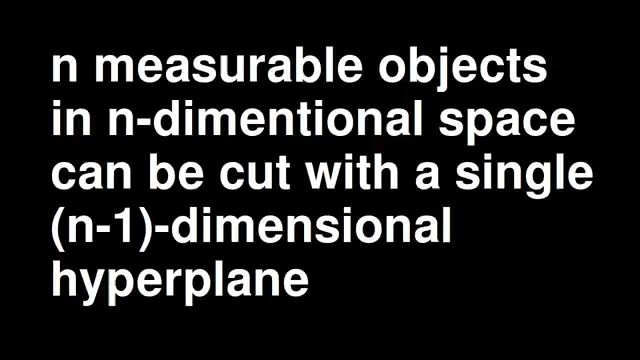 n measurable objects
in n-dimentional space
can be cut with a single
(n-1)-dimensional
hyperplane